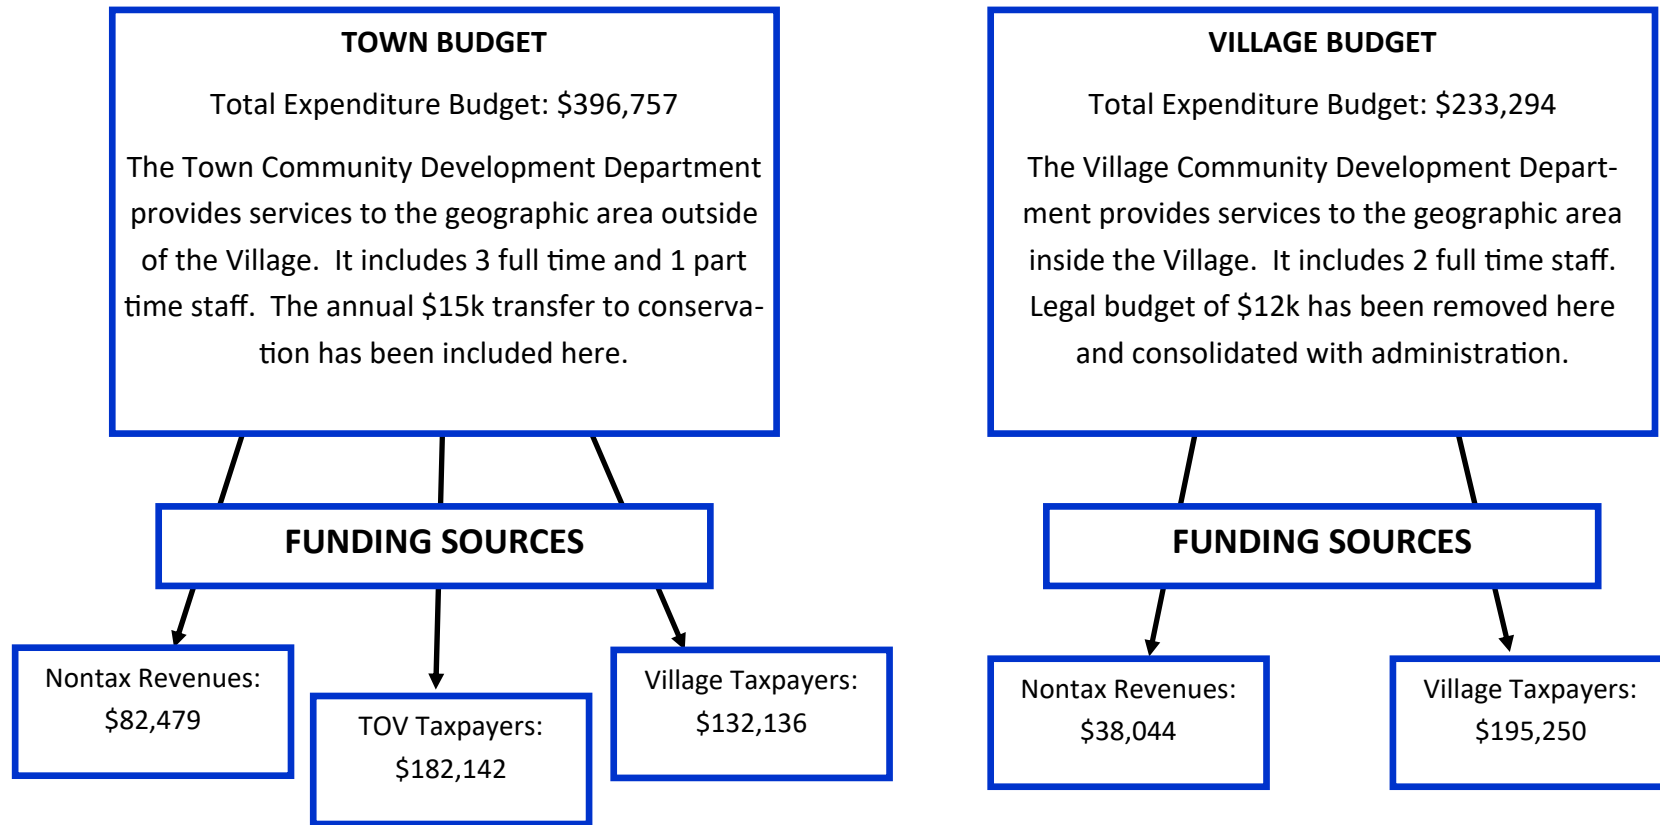 TOWN BUDGET
Total Expenditure Budget: $396,757
The Town Community Development Department
provides services to the geographic area outside
of the Village.  It includes 3 full time and 1 part
time staff.  The annual $15k transfer to conserva-
tion has been included here.
FUNDING SOURCES
Nontax Revenues:
$82,479
TOV Taxpayers:
$182,142
Village Taxpayers:
$132,136
VILLAGE BUDGET
Total Expenditure Budget: $233,294
The Village Community Development Depart-
ment provides services to the geographic area
inside the Village.  It includes 2 full time staff.
Legal budget of $12k has been removed here
and consolidated with administration.
FUNDING SOURCES
Nontax Revenues:
$38,044
Village Taxpayers:
$195,250